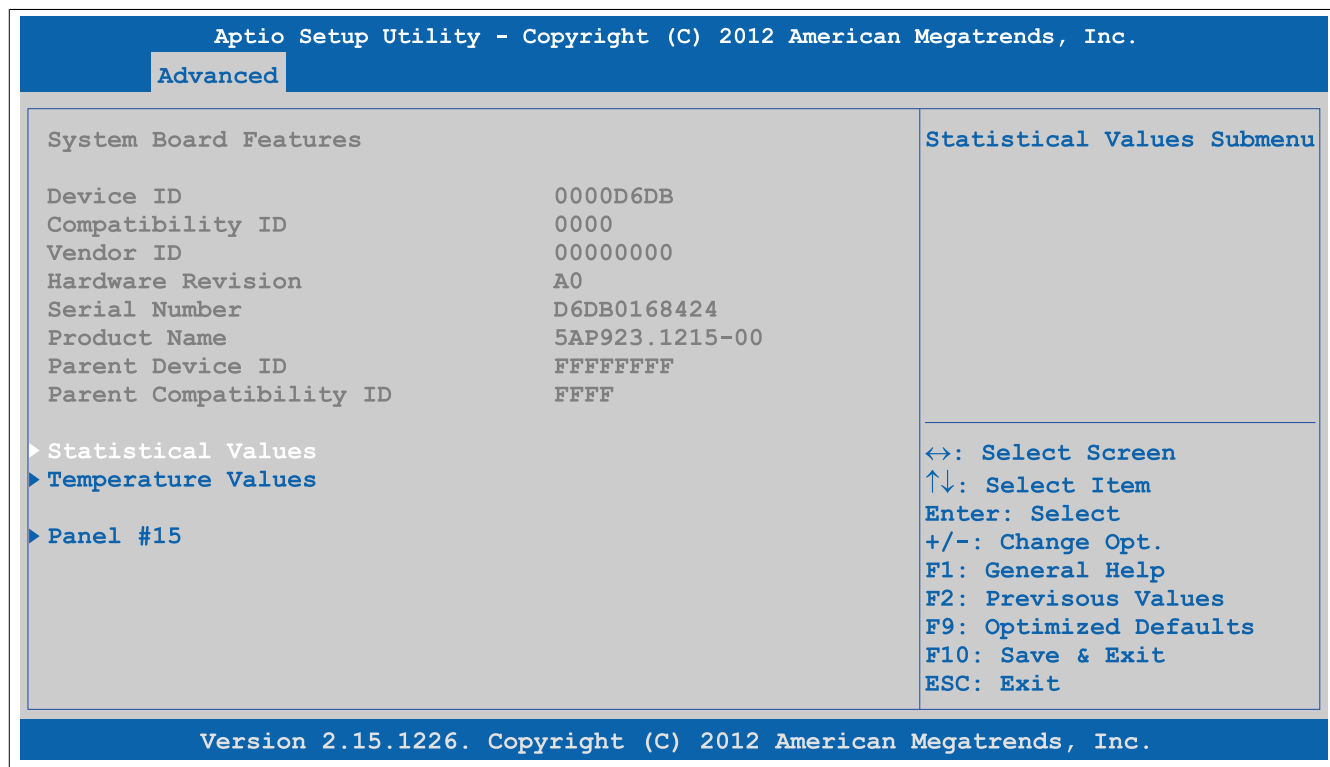 Aptio Setup Utility - Copyright (C) 2012 American Megatrends, Inc.
Advanced
System Board Features
Device ID 0000D6DB
Compatibility ID 0000
Vendor ID 00000000
Hardware Revision A0
Serial Number D6DB0168424
Product Name 5AP923.1215-00
Parent Device ID FFFFFFFF
Parent Compatibility ID FFFF
▶ Statistical Values
▶ Temperature Values
▶ Panel #15
Statistical Values Submenu
↔: Select Screen
↑↓: Select Item
Enter: Select
+/-: Change Opt.
F1: General Help
F2: Previsous Values
F9: Optimized Defaults
F10: Save & Exit
ESC: Exit
Version 2.15.1226. Copyright (C) 2012 American Megatrends, Inc.